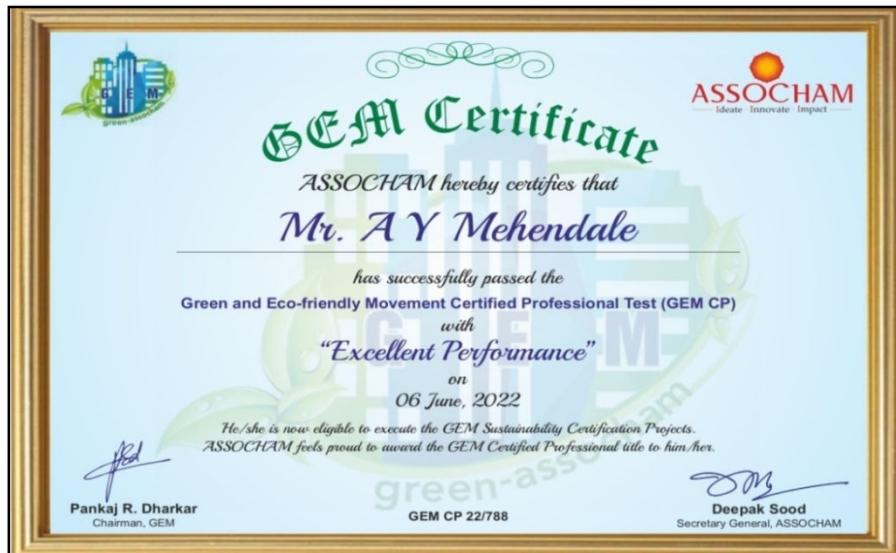 G E M
green-assocham
ASSOCHAM
Ideate Innovate Impact
GEM Certificate
ASSOCHAM hereby certifies that
Mr. A Y Mehendale
has successfully passed the
Green and Eco-friendly Movement Certified Professional Test (GEM CP)
with
“Excellent Performance”
on
06 June, 2022
He/she is now eligible to execute the GEM Sustainability Certification Projects.
ASSOCHAM feels proud to award the GEM Certified Professional title to him/her.
G E M
green-assocham
Pankaj R. Dharkar
Chairman, GEM
GEM CP 22/788
Deepak Sood
Secretary General, ASSOCHAM